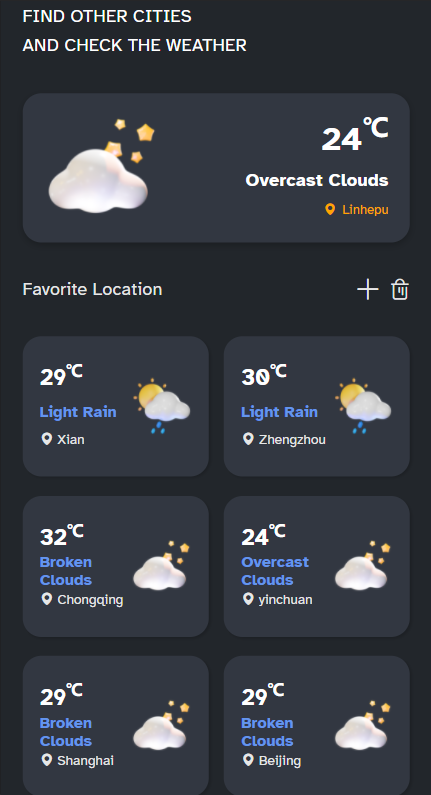 FIND OTHER CITIES
AND CHECK THE WEATHER
24℃
Overcast Clouds
Linhepu
Favorite Location
29℃
Light Rain
Xian
30℃
Light Rain
Zhengzhou
32℃
Broken
Clouds
Chongqing
24℃
Overcast
Clouds
yinchuan
29℃
Broken
Clouds
Shanghai
29℃
Broken
Clouds
Beijing